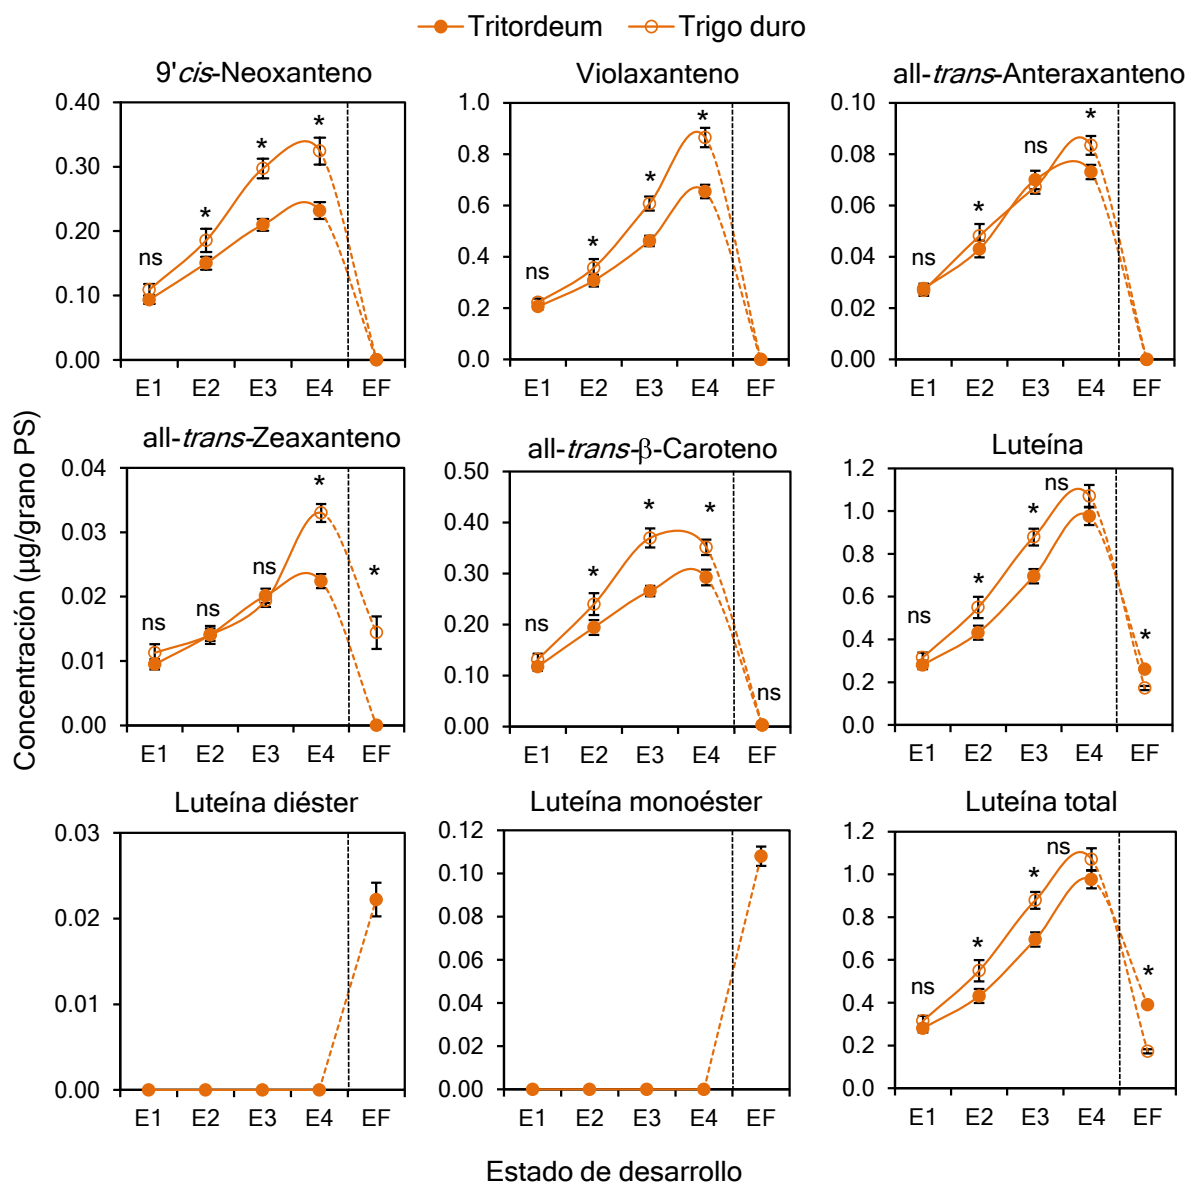 Tritordeum Trigo duro
9'cis-Neoxanteno Violaxanteno all-trans-Anteraxanteno
0.40 1.0 0.10
0.30 0.8 0.08
0.20 0.6 0.06
0.10 0.4 0.04
0.00 0.2 0.02
0.0 0.00
ns * * *
ns * * *
ns * ns *
E1 E2 E3 E4 EF E1 E2 E3 E4 EF E1 E2 E3 E4 EF
Concentración (µg/grano PS)
all-trans-Zeaxanteno all-trans-β-Caroteno Luteína
0.04 0.50 1.2
0.03 0.40 1.0
0.02 0.30 0.8
0.01 0.20 0.6
0.00 0.10 0.4
0.00 0.2
0.0
ns ns ns * *
ns * * * ns
ns * * ns *
E1 E2 E3 E4 EF E1 E2 E3 E4 EF E1 E2 E3 E4 EF
Luteína diéster Luteína monoéster Luteína total
0.03 0.12 1.2
0.02 0.10 1.0
0.01 0.08 0.8
0.00 0.06 0.6
0.04 0.4
0.02 0.2
0.00 0.0
ns * * ns *
E1 E2 E3 E4 EF E1 E2 E3 E4 EF E1 E2 E3 E4 EF
Estado de desarrollo